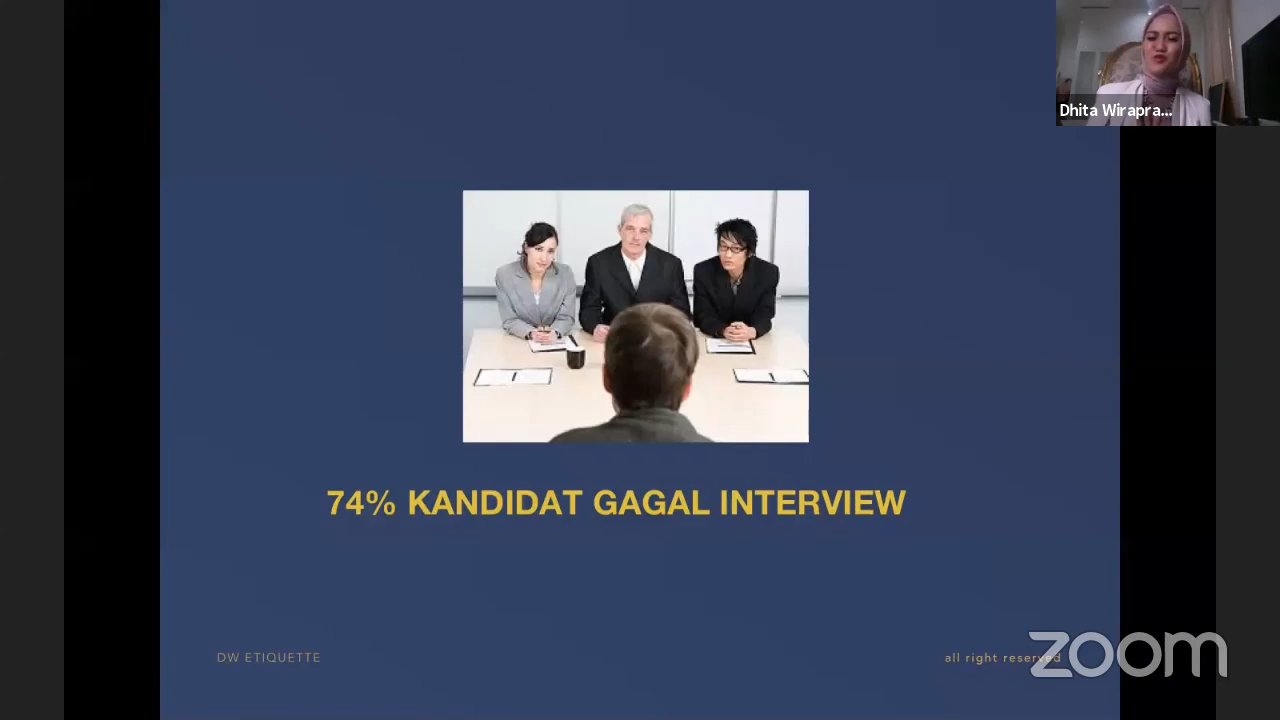 Dhita Wirapra...
74% KANDIDAT GAGAL INTERVIEW
DW ETIQUETTE
all right reserved
zoom